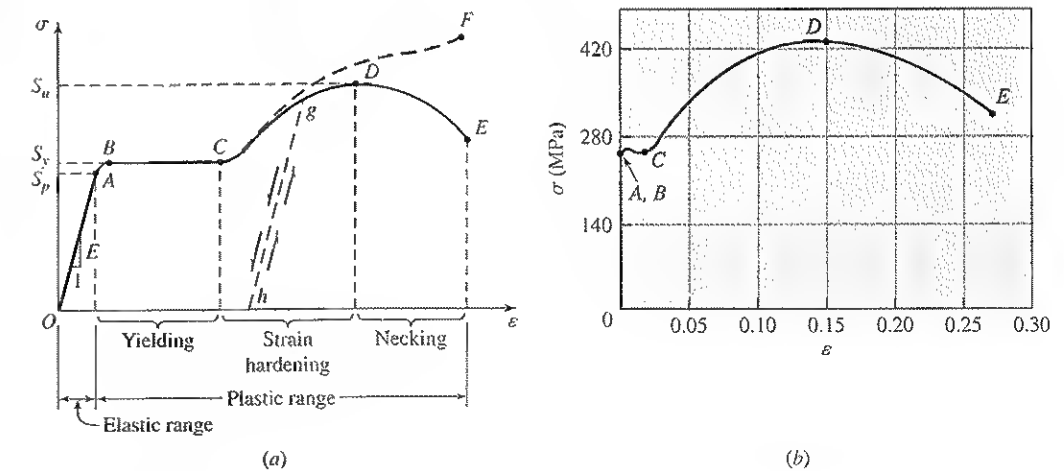 σ
F
S_u
D
g
B
C
S_y
E
S_p
A
E
1
h
O
ε
Yielding
Strain
hardening
Necking
Plastic range
Elastic range
(a)
D
420
E
280
C
A, B
σ (MPa)
140
0
0.05
0.10
0.15
0.20
0.25
0.30
ε
(b)